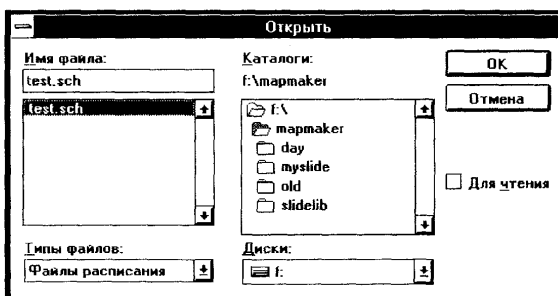 Открыть
Имя файла:
test.sch
test.sch
Типы файлов:
Файлы расписания
Каталоги:
f:\mapmaker
f:\
mapmaker
day
myslide
old
slidelib
Диски:
f:
OK
Отмена
Для чтения